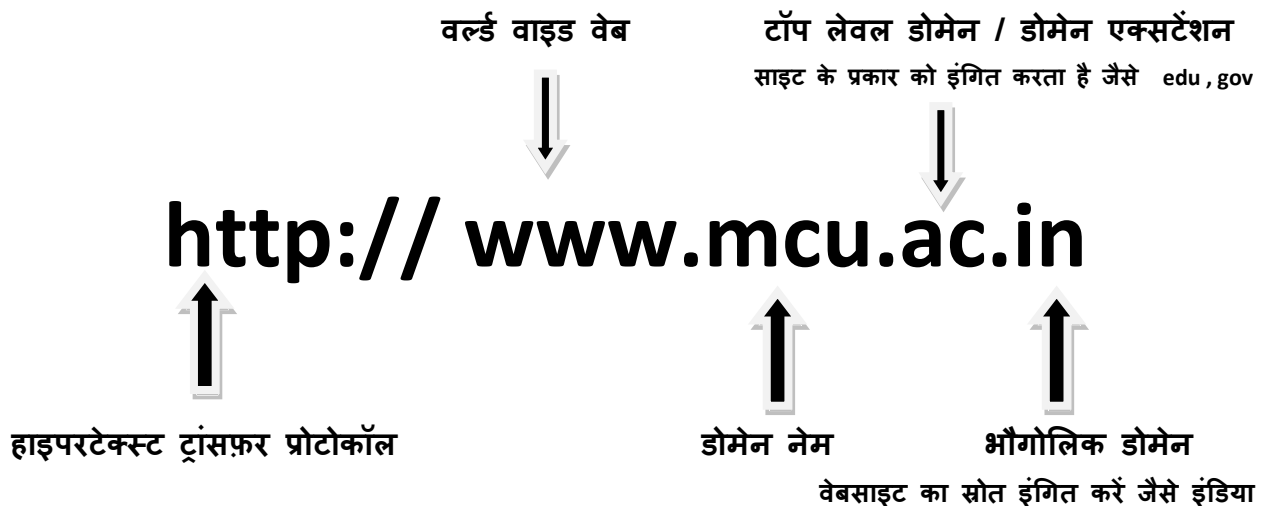 वर्ल्ड वाइड वेब टॉप लेवल डोमेन / डोमेन एक्सटेंशन
साइट के प्रकार को इंगित करता है जैसे edu , gov
http:// www.mcu.ac.in
हाइपरटेक्स्ट ट्रांसफ़र प्रोटोकॉल डोमेन नेम भौगोलिक डोमेन
वेबसाइट का स्रोत इंगित करें जैसे इंडिया